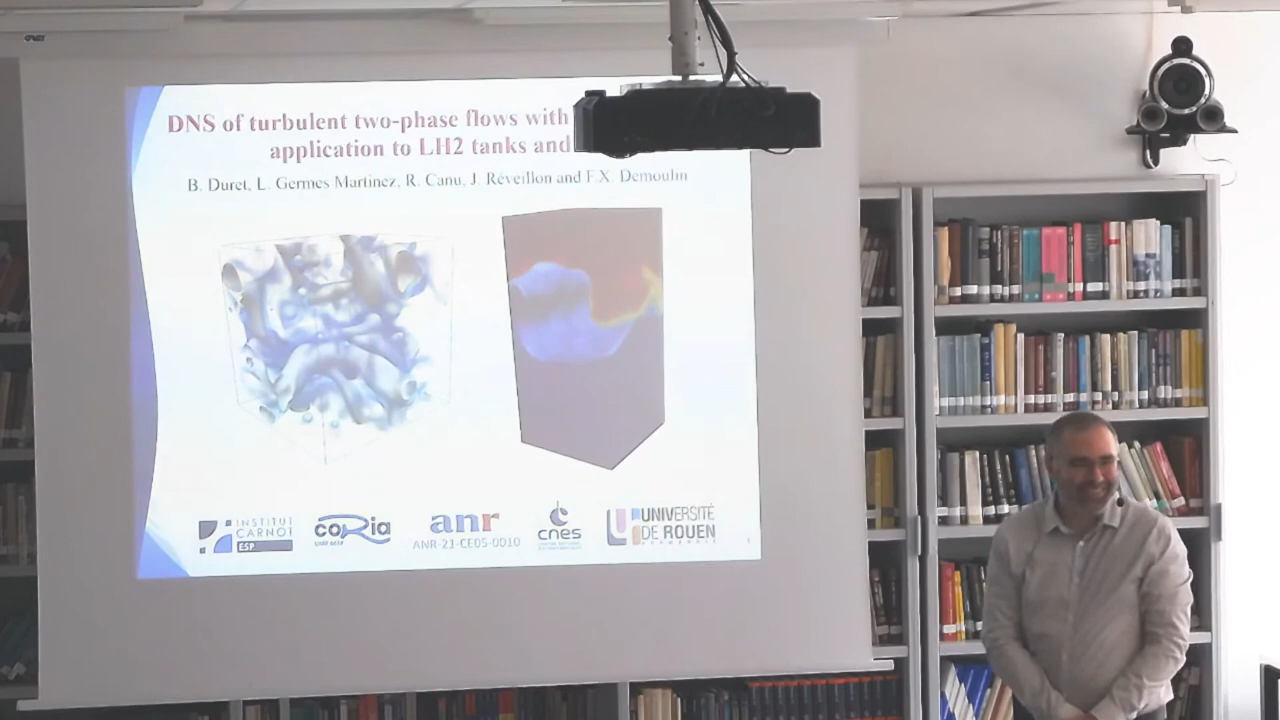 DNS of turbulent two-phase flows with
application to LH2 tanks and
B. Duret, L. Germes Martinez, R. Canu, J. Réveillon and F.X. Demoulin
INSTITUT
CARNOT
ESP
coria
anr
ANR-21-CE05-0010
cnes
UNIVERSITÉ
DE ROUEN